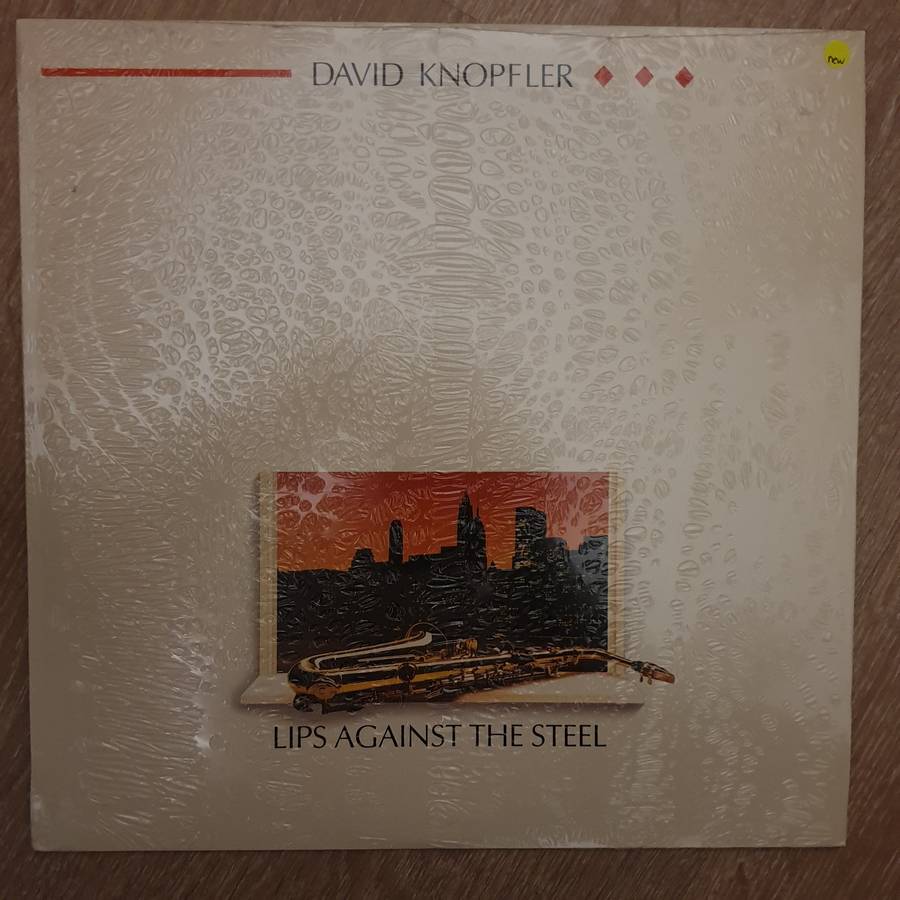 DAVID KNOPFLER
new
LIPS AGAINST THE STEEL